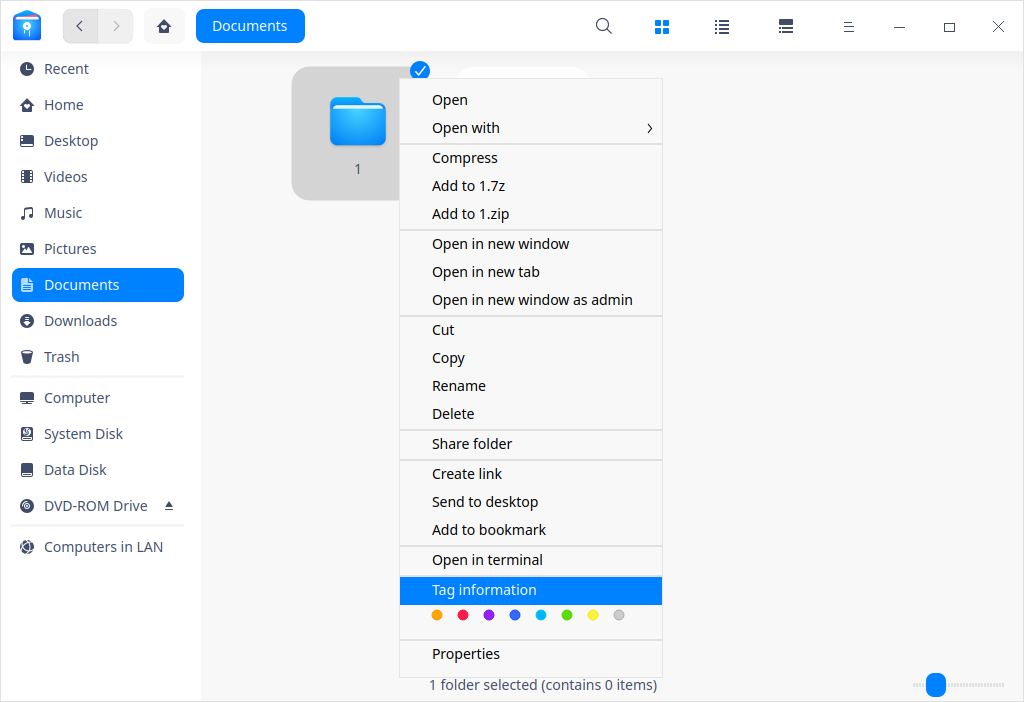 Documents
Recent
Home
Desktop
Videos
Music
Pictures
Documents
Downloads
Trash
Computer
System Disk
Data Disk
DVD-ROM Drive
Computers in LAN
1
Open
Open with
Compress
Add to 1.7z
Add to 1.zip
Open in new window
Open in new tab
Open in new window as admin
Cut
Copy
Rename
Delete
Share folder
Create link
Send to desktop
Add to bookmark
Open in terminal
Tag information
Properties
1 folder selected (contains 0 items)